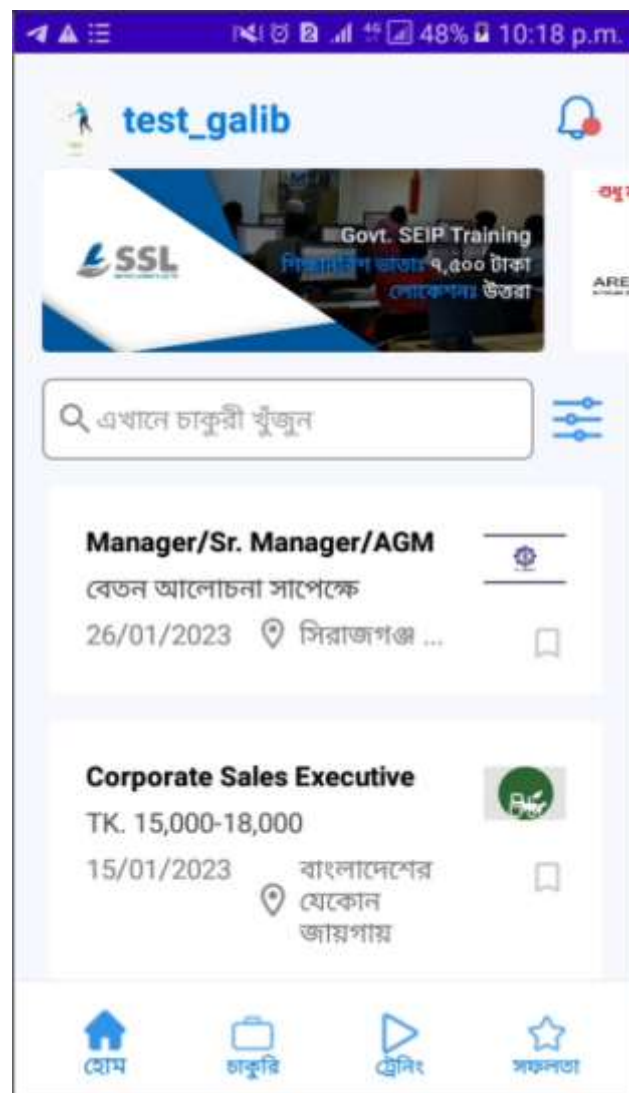 48% 10:18 p.m.
test_galib
SSL
Govt. SEIP Training
ভাতাঃ ৭,৫০০ টাকা
লোকেশনঃ উত্তরা
এখানে চাকুরী খুঁজুন
Manager/Sr. Manager/AGM
বেতন আলোচনা সাপেক্ষে
26/01/2023 সিরাজগঞ্জ ...
Corporate Sales Executive
TK. 15,000-18,000
15/01/2023 বাংলাদেশের
যেকোন
জায়গায়
হোম চাকুরি ট্রেনিং সফলতা